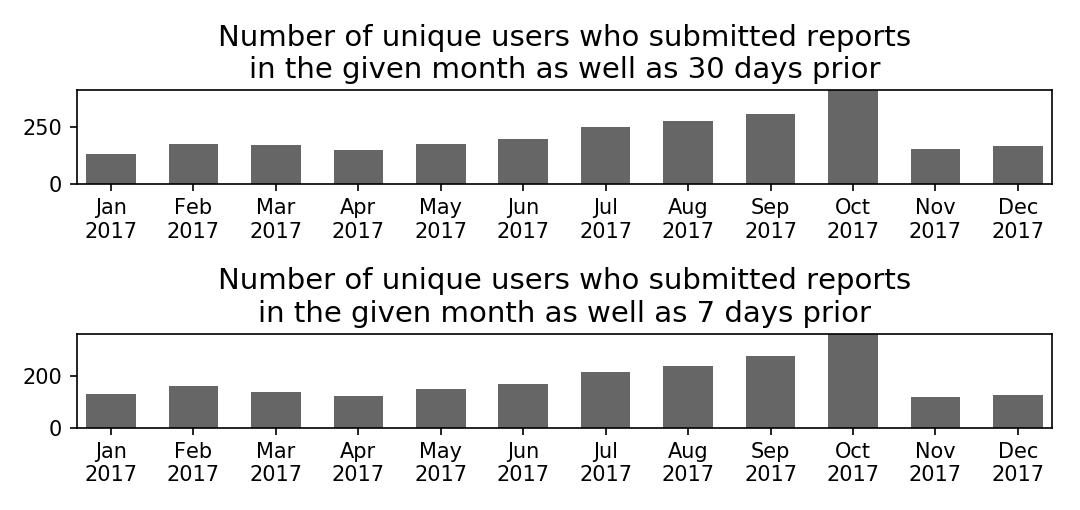 Number of unique users who submitted reports
in the given month as well as 30 days prior
250
0
Jan Feb Mar Apr May Jun Jul Aug Sep Oct Nov Dec
2017 2017 2017 2017 2017 2017 2017 2017 2017 2017 2017 2017
Number of unique users who submitted reports
in the given month as well as 7 days prior
200
0
Jan Feb Mar Apr May Jun Jul Aug Sep Oct Nov Dec
2017 2017 2017 2017 2017 2017 2017 2017 2017 2017 2017 2017